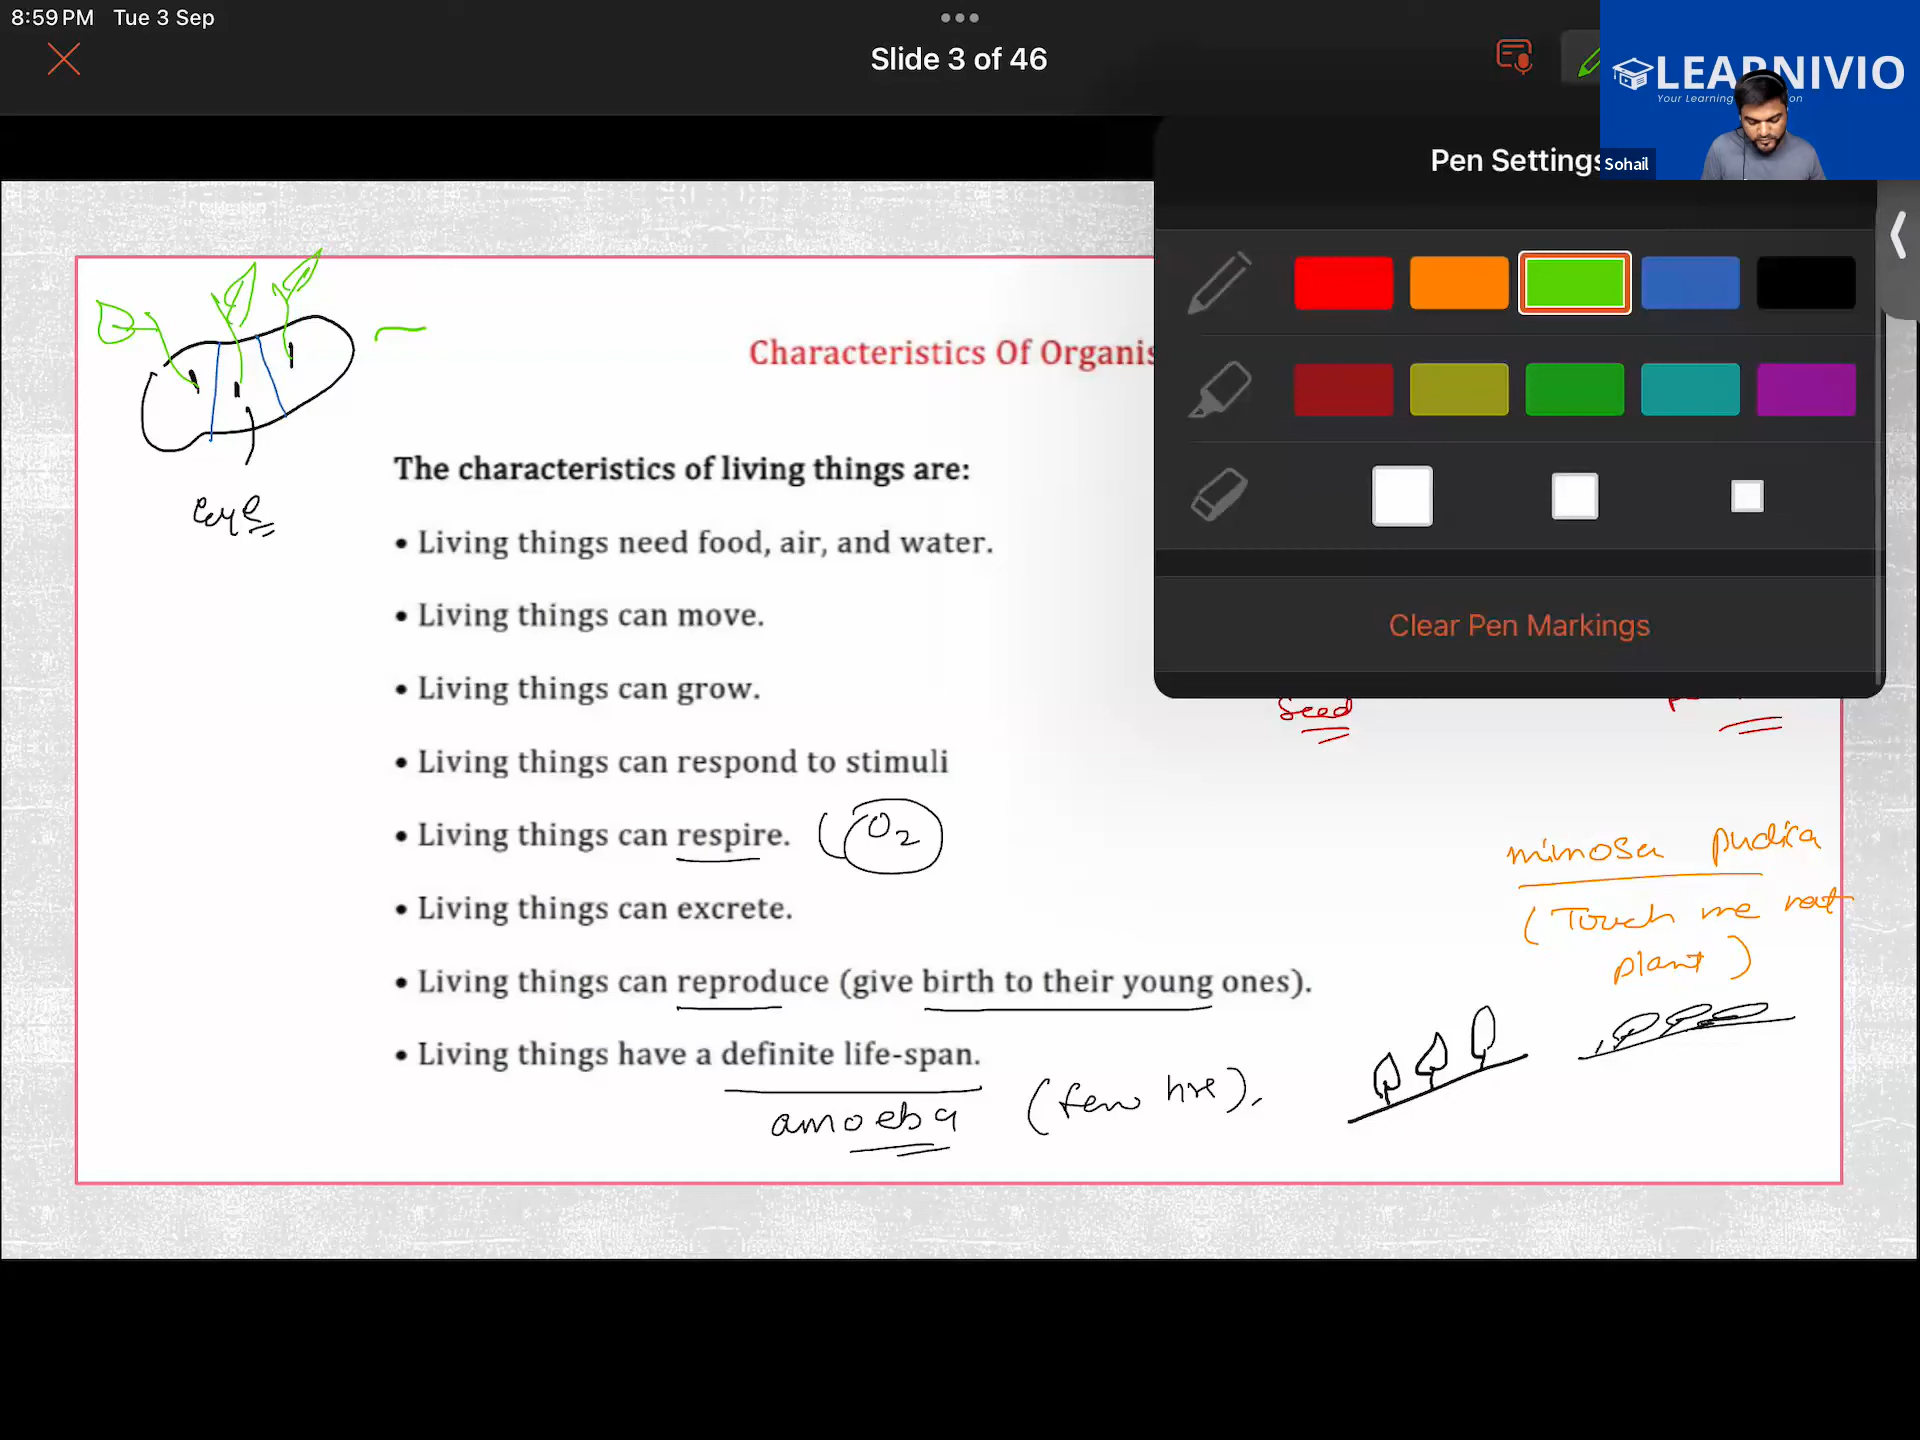 8:59 PM Tue 3 Sep
Slide 3 of 46
LEARNIVIO
Your Learning
Sohail
Pen Settings
Clear Pen Markings
Characteristics Of Organis
eye
The characteristics of living things are:
• Living things need food, air, and water.
• Living things can move.
• Living things can grow.
Seed
• Living things can respond to stimuli
• Living things can respire. O2
• Living things can excrete.
mimosa pudica
(Touch me not
plant)
• Living things can reproduce (give birth to their young ones).
• Living things have a definite life-span.
amoeba (few hre).